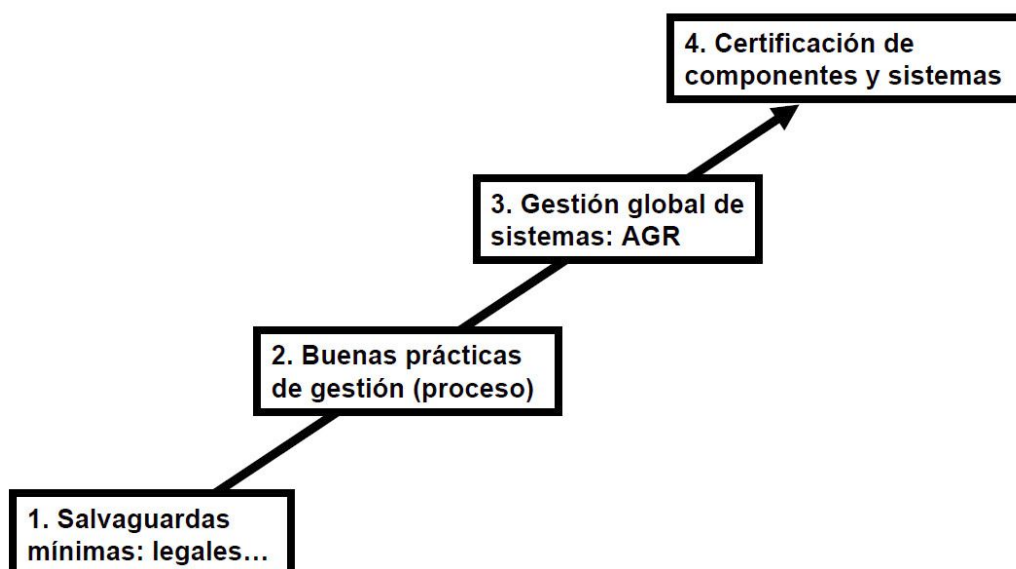 4. Certificación de
componentes y sistemas
3. Gestión global de
sistemas: AGR
2. Buenas prácticas
de gestión (proceso)
1. Salvaguardas
mínimas: legales…